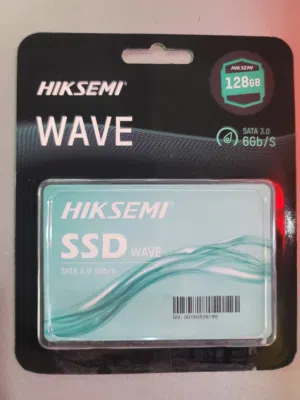 HIKSEMI
HIKSEMI
128GB
WAVE
SATA 3.0
6Gb/S
HIKSEMI
SSD WAVE
SATA 3.0 6Gb/s